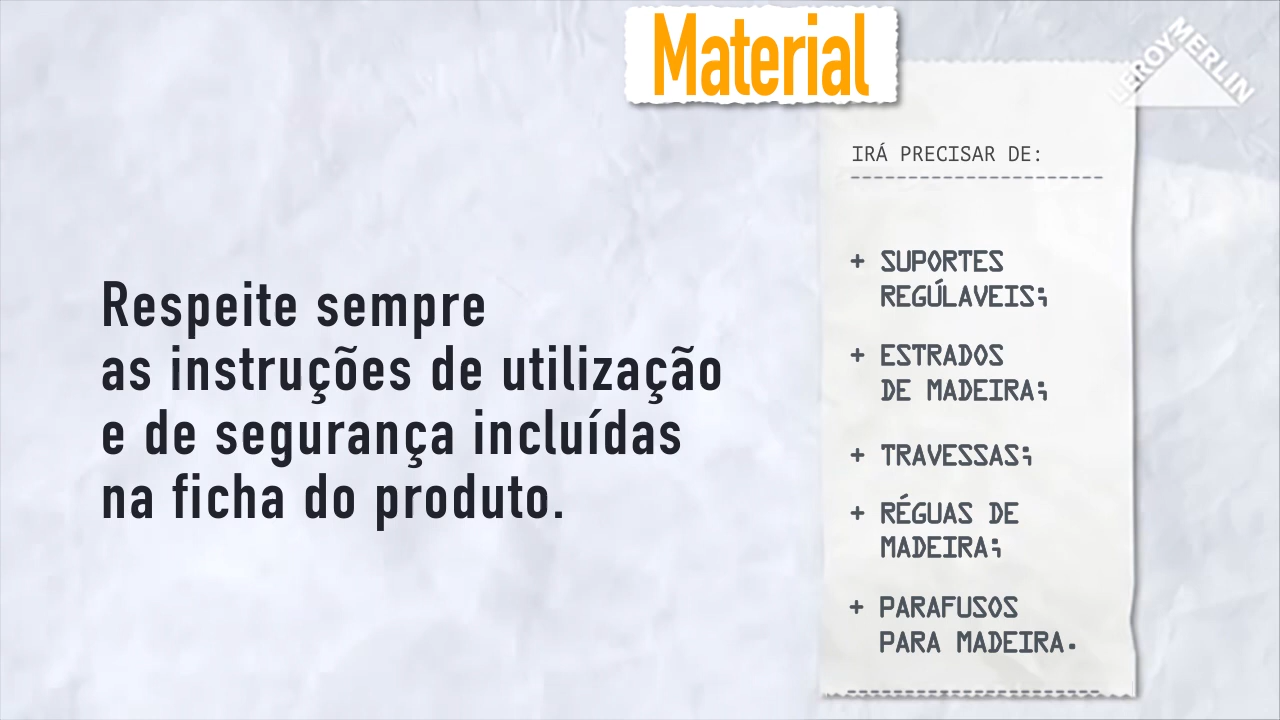 Material
LEROY MERLIN
IRÁ PRECISAR DE:
Respeite sempre
as instruções de utilização
e de segurança incluídas
na ficha do produto.
+ SUPORTES
REGÚLAVEIS;
+ ESTRADOS
DE MADEIRA;
+ TRAVESSAS;
+ RÉGUAS DE
MADEIRA;
+ PARAFUSOS
PARA MADEIRA.